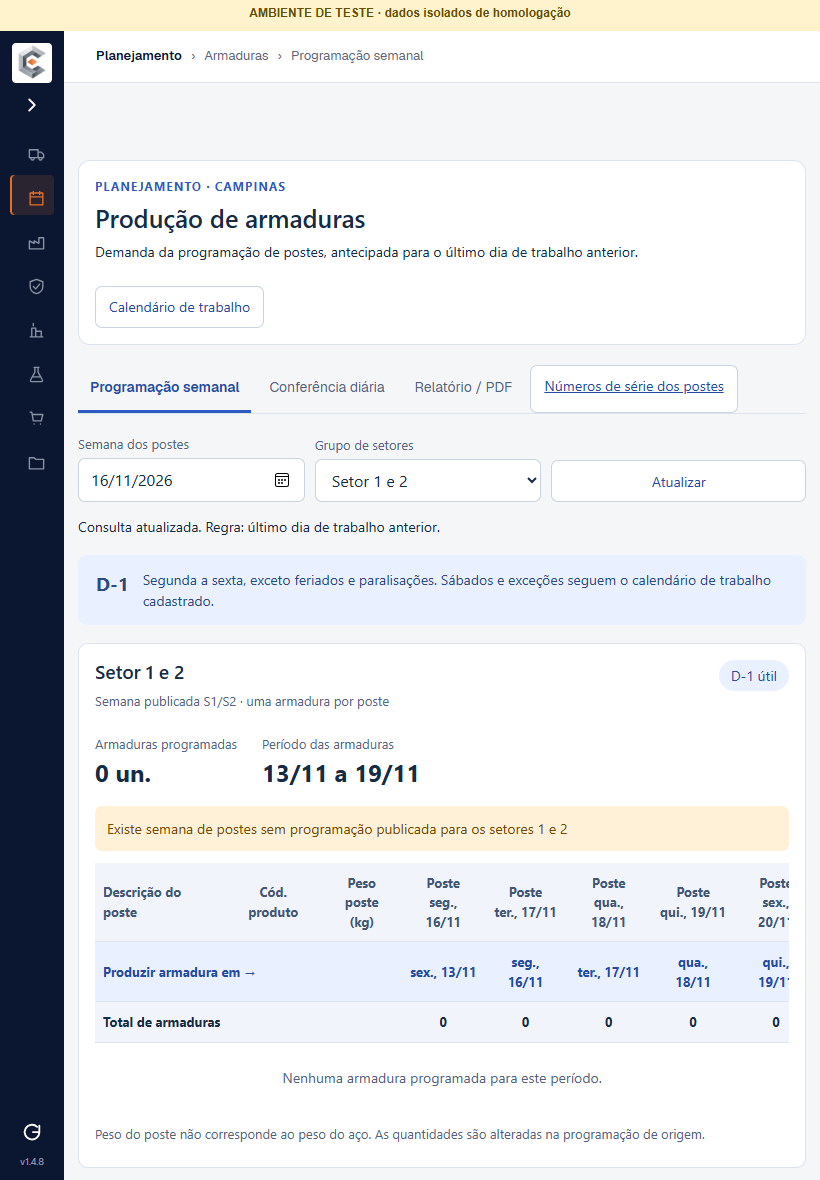 AMBIENTE DE TESTE · dados isolados de homologação
Planejamento › Armaduras › Programação semanal
PLANEJAMENTO · CAMPINAS
Produção de armaduras
Demanda da programação de postes, antecipada para o último dia de trabalho anterior.
Calendário de trabalho
Programação semanal
Conferência diária
Relatório / PDF
Números de série dos postes
Semana dos postes
16/11/2026
Grupo de setores
Setor 1 e 2
Atualizar
Consulta atualizada. Regra: último dia de trabalho anterior.
D-1
Segunda a sexta, exceto feriados e paralisações. Sábados e exceções seguem o calendário de trabalho
cadastrado.
Setor 1 e 2
D-1 útil
Semana publicada S1/S2 · uma armadura por poste
Armaduras programadas
0 un.
Período das armaduras
13/11 a 19/11
Existe semana de postes sem programação publicada para os setores 1 e 2
Descrição do
poste
Cód.
produto
Peso
poste
(kg)
Poste
seg.,
16/11
Poste
ter., 17/11
Poste
qua.,
18/11
Poste
qui., 19/11
Poste
sex.,
20/11
Produzir armadura em →
sex., 13/11
seg.,
16/11
ter., 17/11
qua.,
18/11
qui.,
19/11
Total de armaduras 0 0 0 0 0
Nenhuma armadura programada para este período.
Peso do poste não corresponde ao peso do aço. As quantidades são alteradas na programação de origem.
v1.4.8